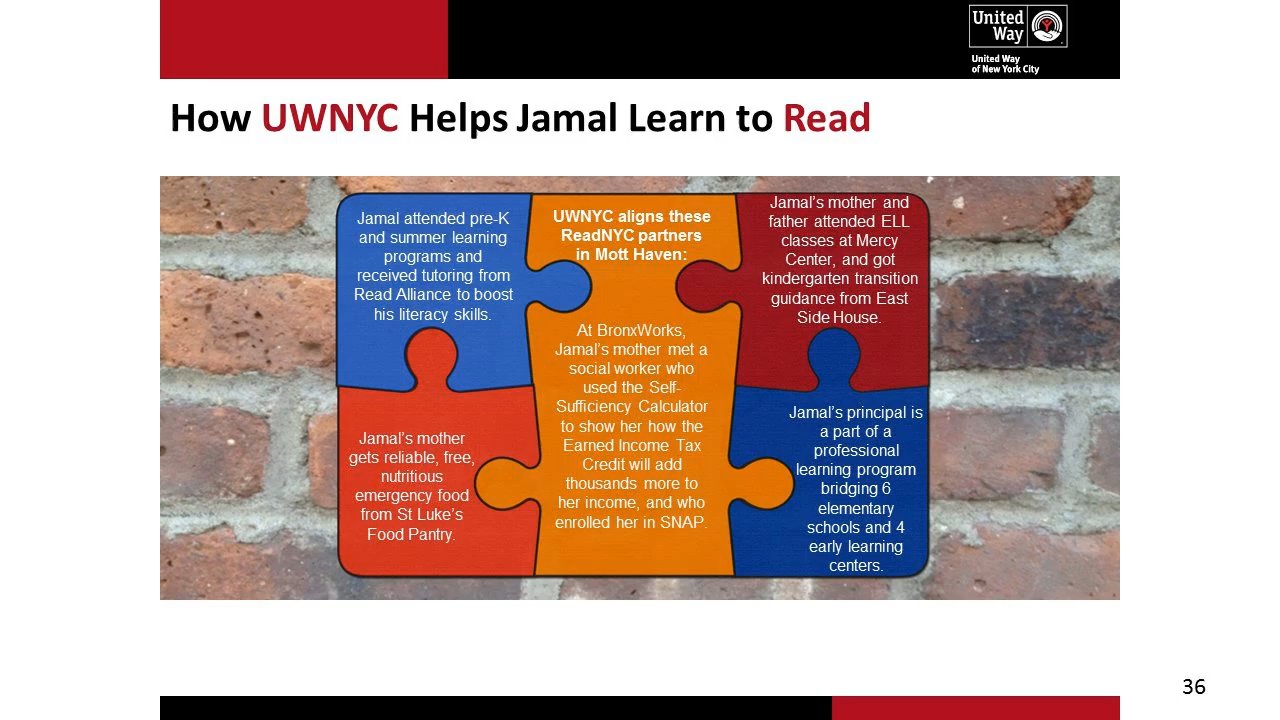 United
Way
United Way
of New York City
How UWNYC Helps Jamal Learn to Read
Jamal attended pre-K
and summer learning
programs and
received tutoring from
Read Alliance to boost
his literacy skills.
UWNYC aligns these
ReadNYC partners
in Mott Haven:
At BronxWorks,
Jamal's mother met a
social worker who
used the Self-
Sufficiency Calculator
to show her how the
Earned Income Tax
Credit will add
thousands more to
her income, and who
enrolled her in SNAP.
Jamal's mother and
father attended ELL
classes at Mercy
Center, and got
kindergarten transition
guidance from East
Side House.
Jamal's mother
gets reliable, free,
nutritious
emergency food
from St Luke's
Food Pantry.
Jamal's principal is
a part of a
professional
learning program
bridging 6
elementary
schools and 4
early learning
centers.
36